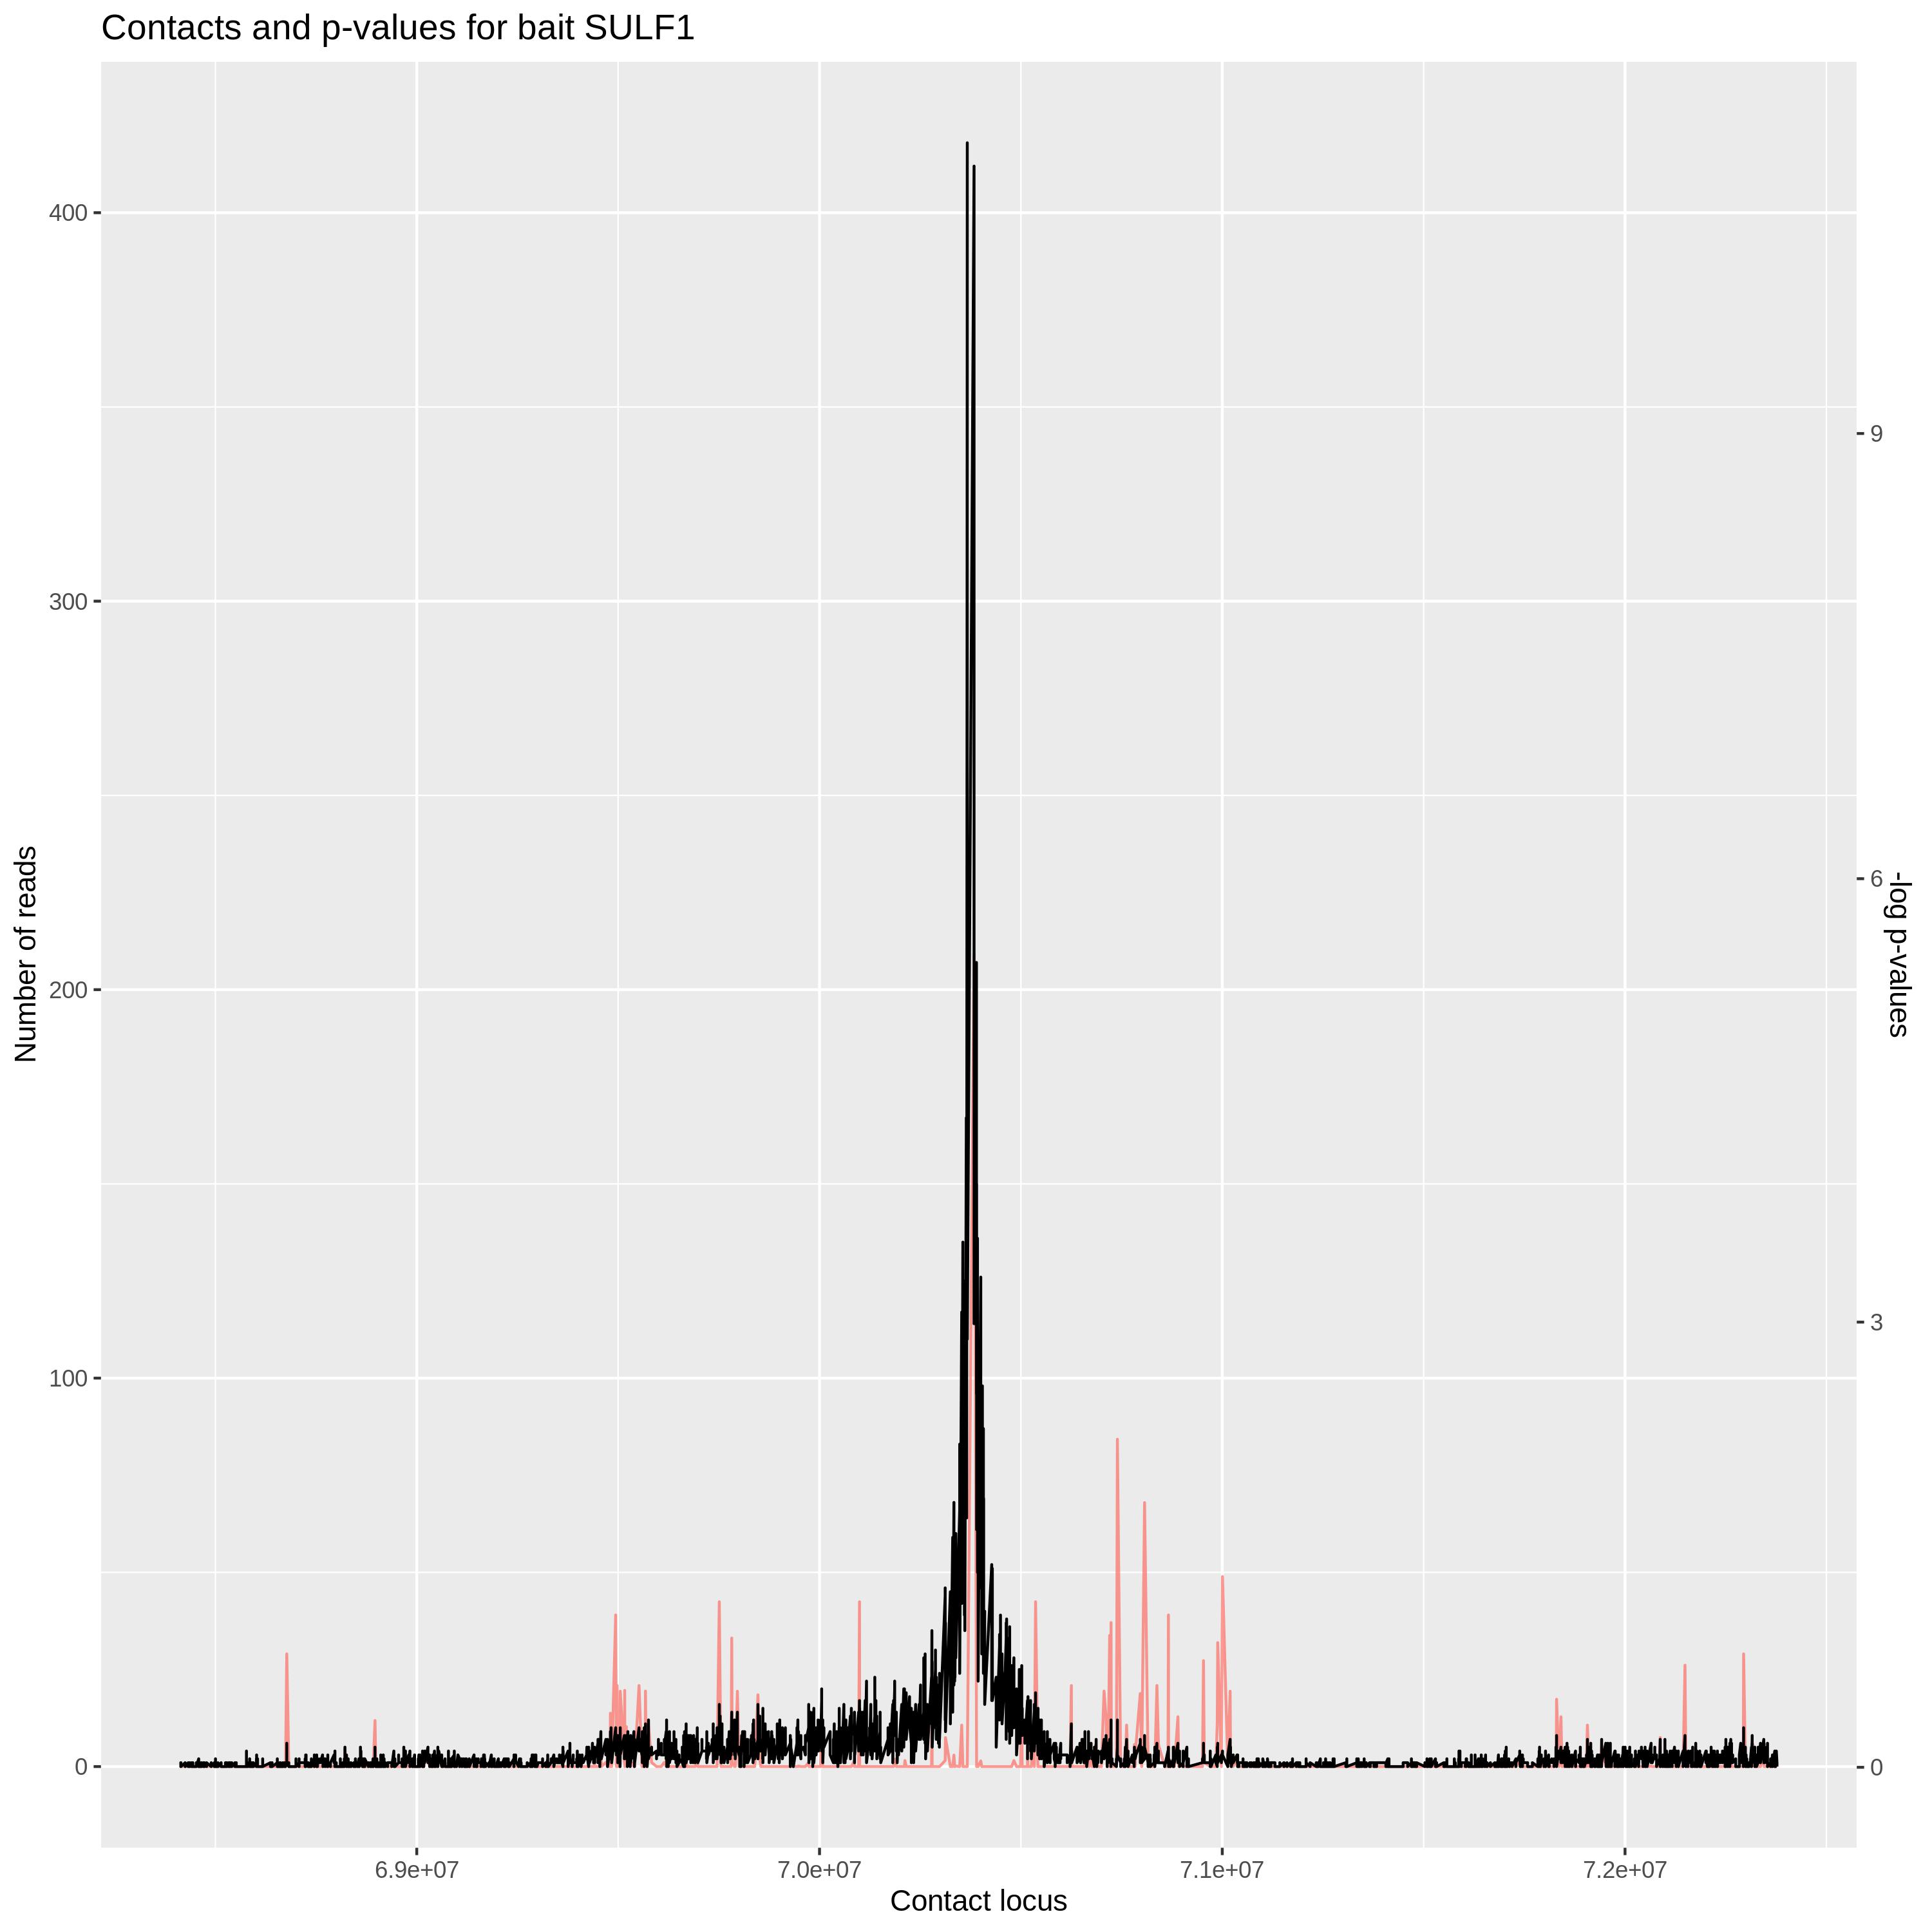 Contacts and p-values for bait SULF1
400
300
200
100
0
Number of reads
9
6
3
0
-log p-values
6.9e+07
7.0e+07
7.1e+07
7.2e+07
Contact locus